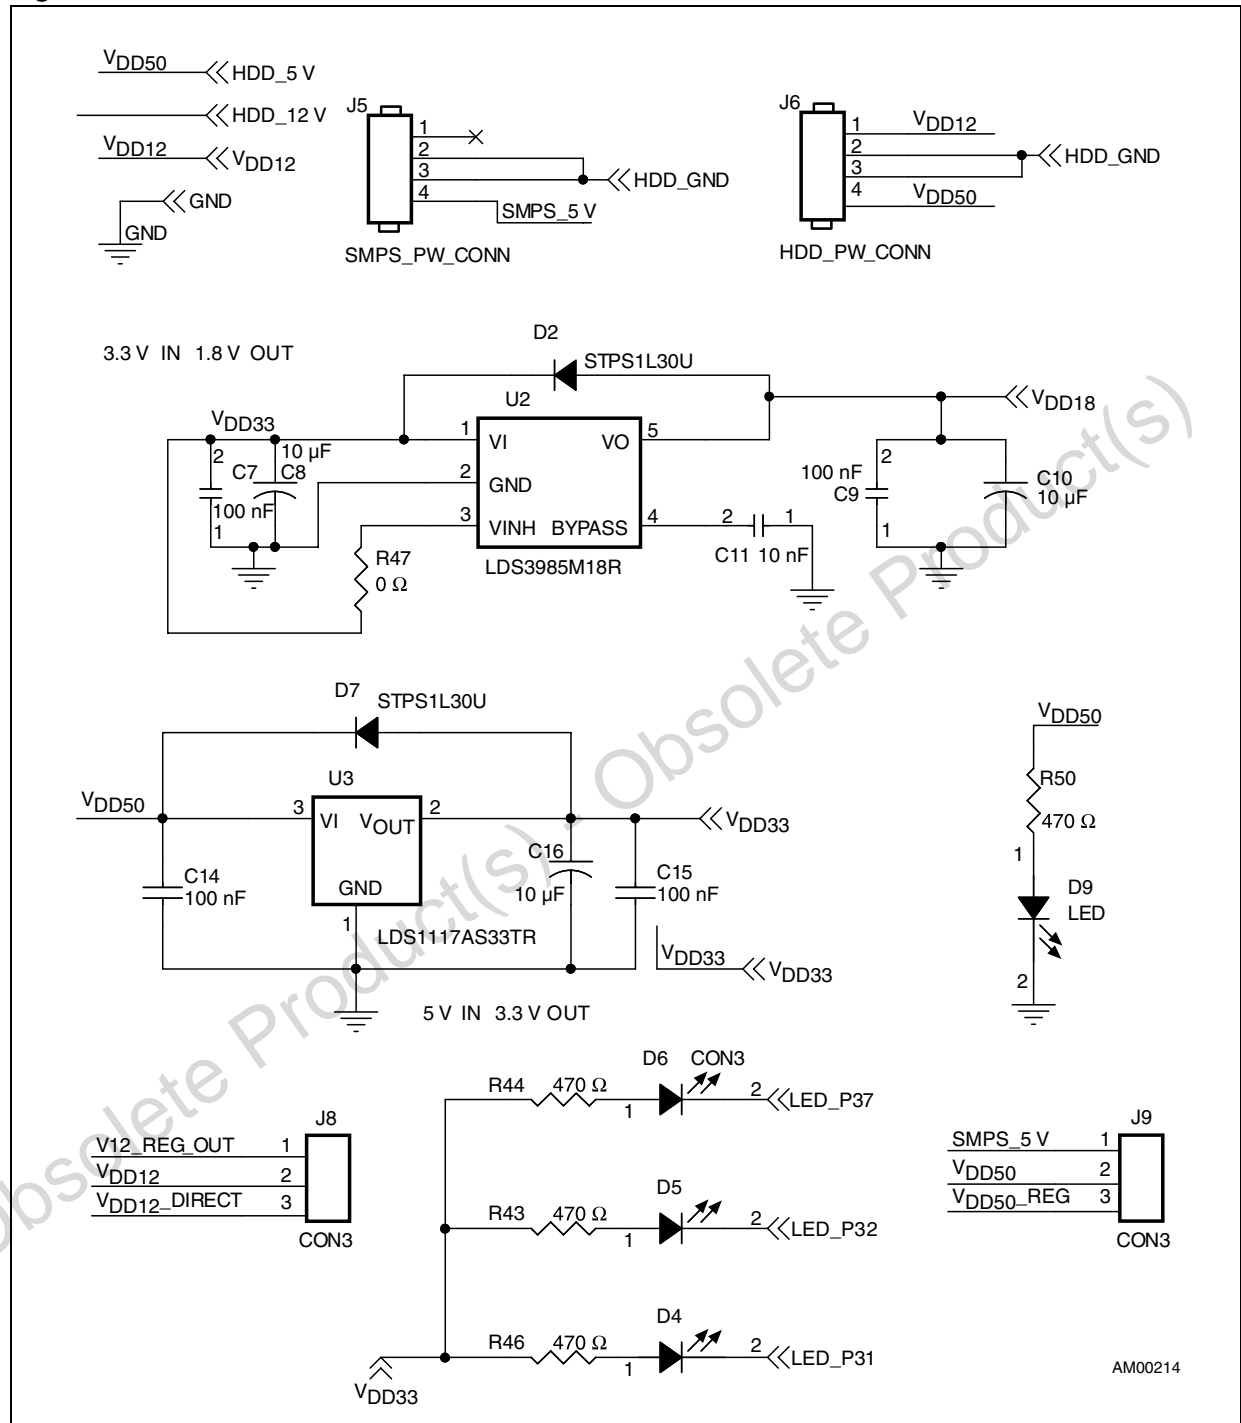 VDD50
HDD_5 V
HDD_12 V
VDD12
VDD12
GND
GND
J5
1
2
3
4
HDD_GND
SMPS_5 V
SMPS_PW_CONN
J6
1
2
3
4
VDD12
HDD_GND
VDD50
HDD_PW_CONN
3.3 V IN 1.8 V OUT
D2
STPS1L30U
U2
VDD33
1
VI
VO
5
2
GND
3
VINH
BYPASS
4
LDS3985M18R
2
C7
100 nF
1
10 µF
C8
R47
0 Ω
2
1
C11 10 nF
VDD18
100 nF
C9
2
1
C10
10 µF
D7
STPS1L30U
U3
VDD50
3
VI
VOUT
2
GND
1
LDS1117AS33TR
C14
100 nF
C16
10 µF
C15
100 nF
VDD33
VDD33
VDD33
5 V IN 3.3 V OUT
VDD50
R50
470 Ω
1
D9
LED
2
J8
V12_REG_OUT
1
VDD12
2
VDD12_DIRECT
3
CON3
D6
CON3
R44
470 Ω
1
2
LED_P37
D5
R43
470 Ω
1
2
LED_P32
D4
R46
470 Ω
1
2
LED_P31
VDD33
J9
SMPS_5 V
1
VDD50
2
VDD50_REG
3
CON3
AM00214
Obsolete Product(s) - Obsolete Product(s)